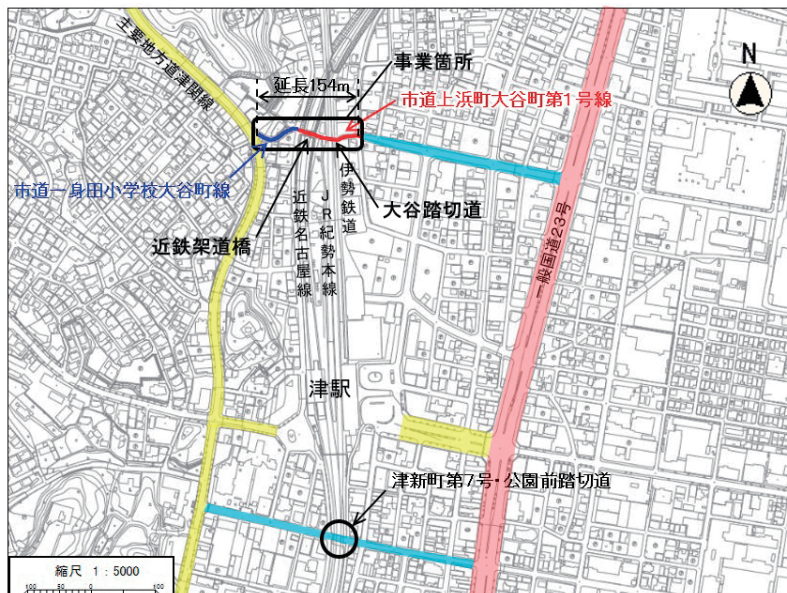 主要地方道津関線
延長154m
事業箇所
市道上浜町大谷町第1号線
N
市道一身田小学校大谷町線
伊勢鉄道
大谷踏切道
近鉄架道橋
近鉄名古屋線
JR紀勢本線
一般国道23号
津駅
津新町第7号・公園前踏切道
縮尺 1：5000
100 50 0 100